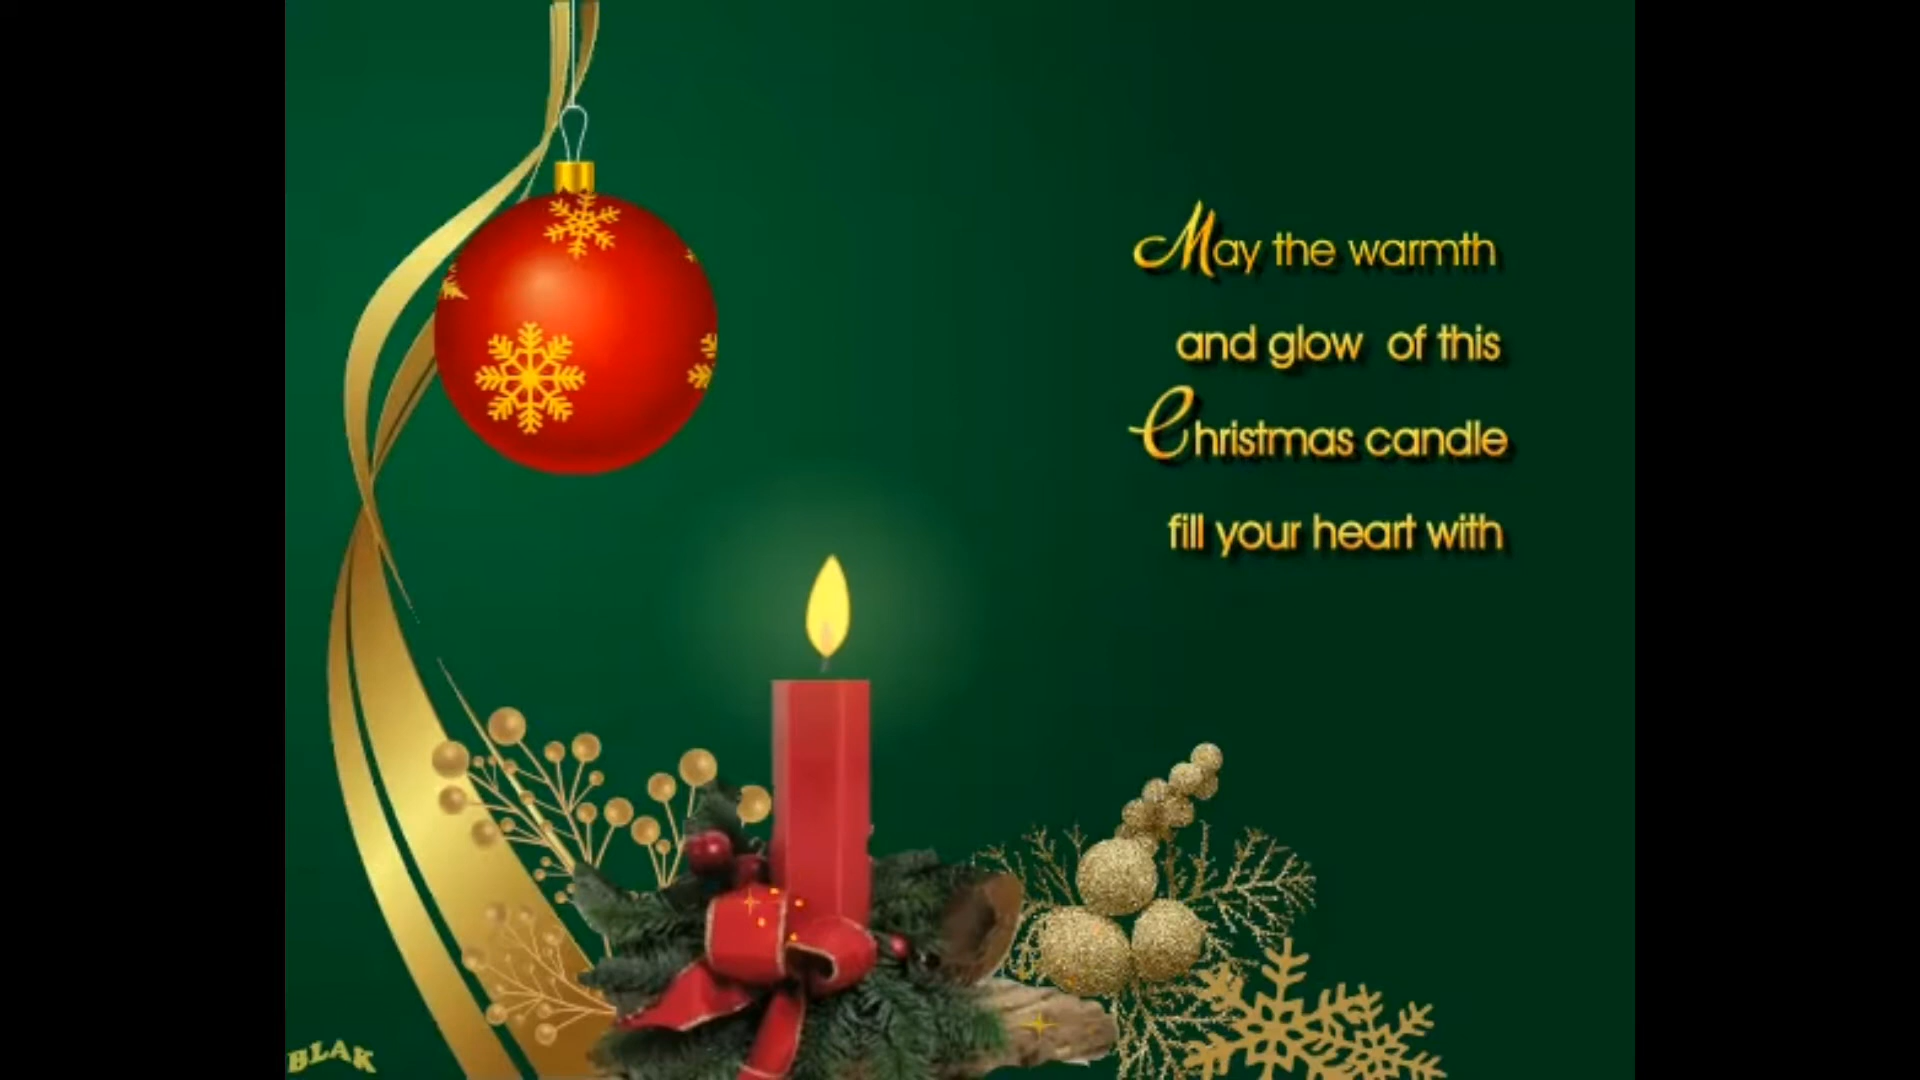 May the warmth
and glow of this
Christmas candle
fill your heart with
BLAK